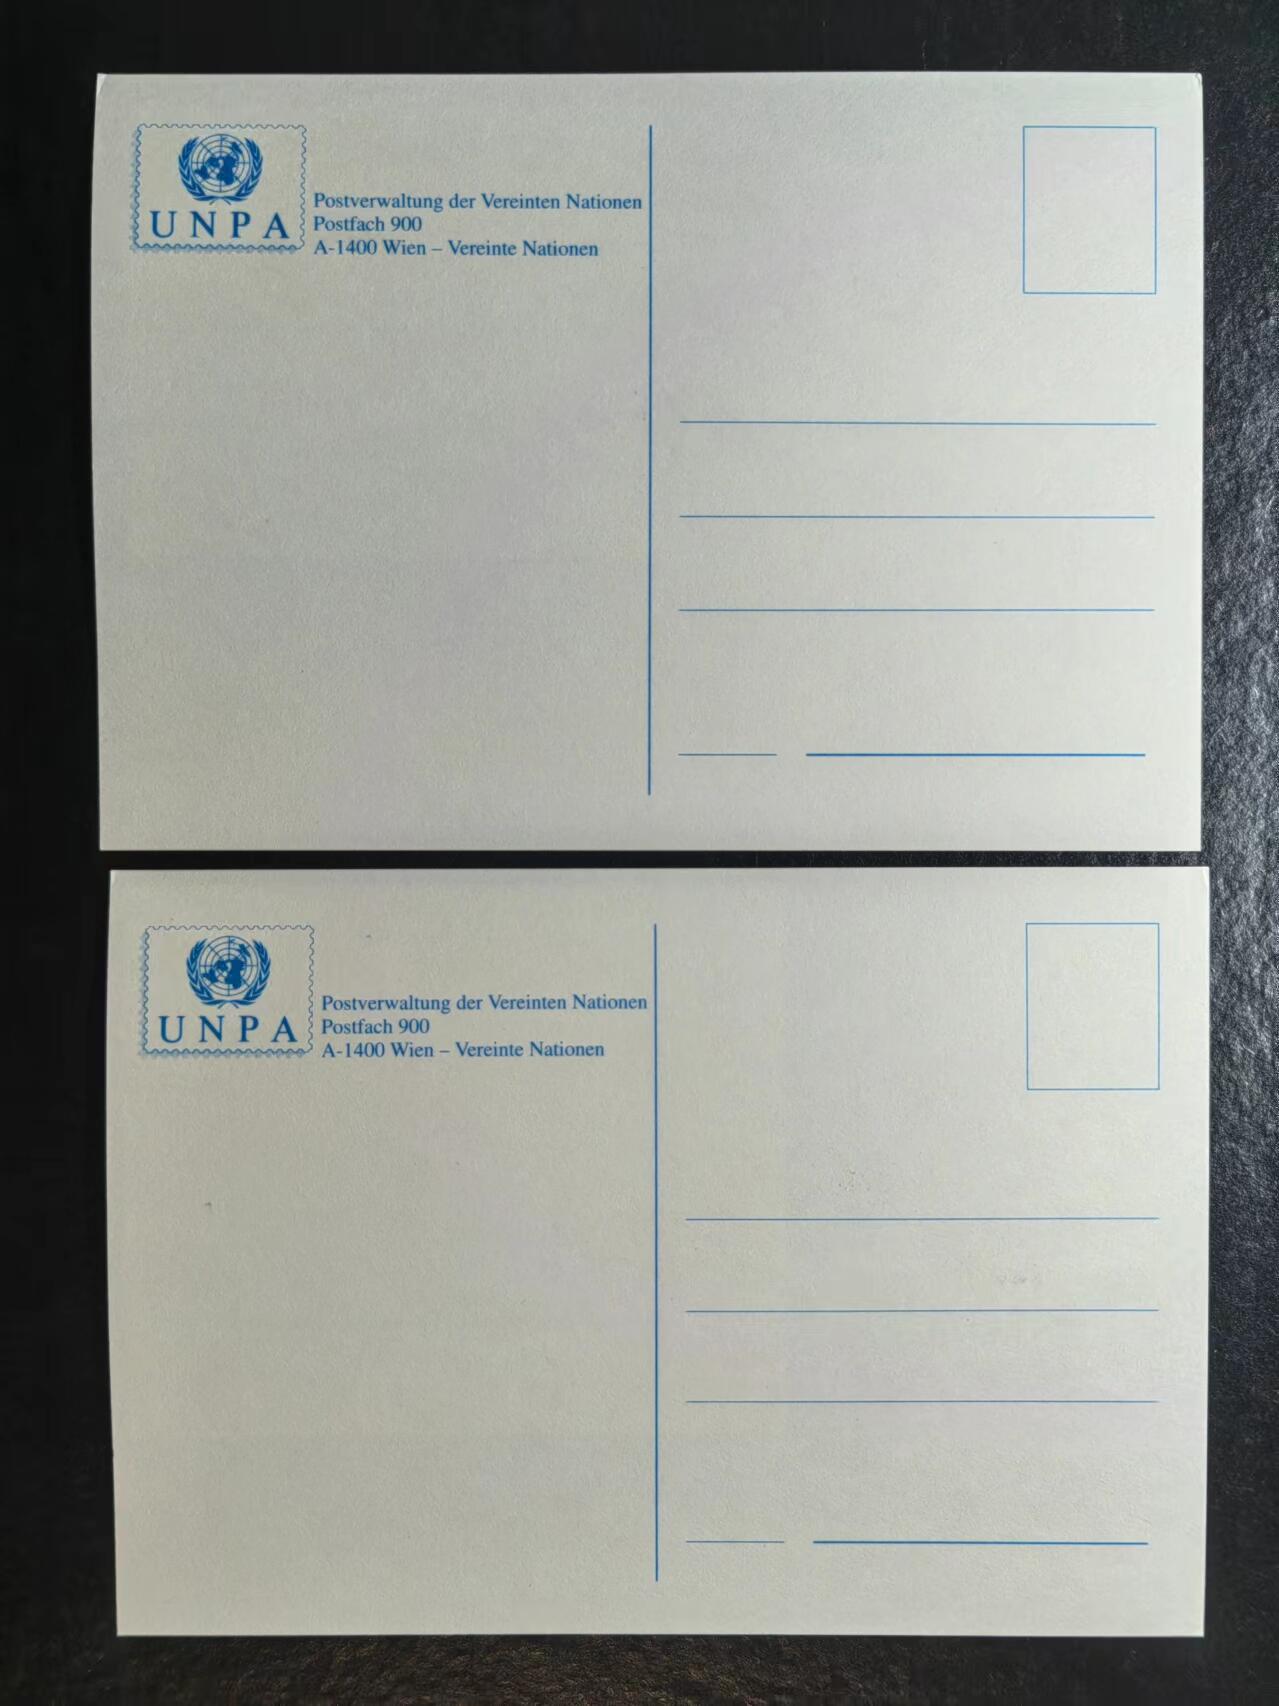 UNPA
Postverwaltung der Vereinten Nationen
Postfach 900
A-1400 Wien – Vereinte Nationen
UNPA
Postverwaltung der Vereinten Nationen
Postfach 900
A-1400 Wien – Vereinte Nationen